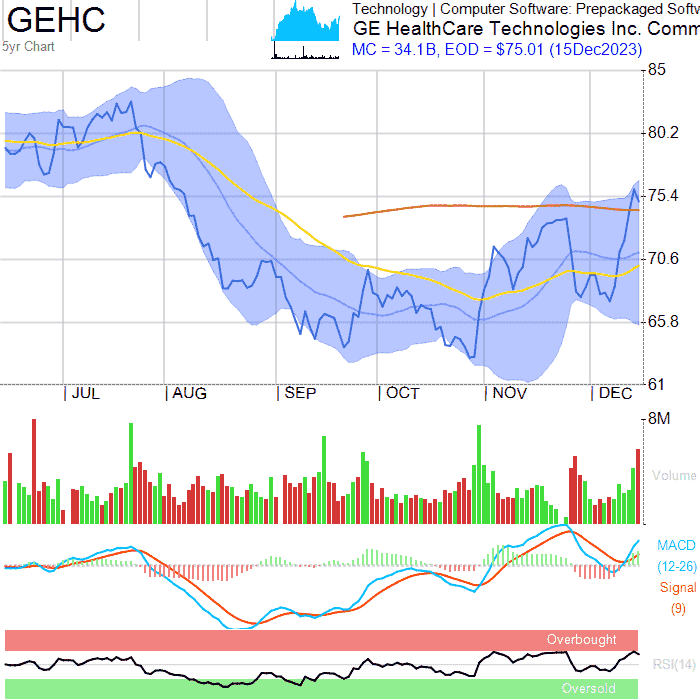 GEHC
5yr Chart
Technology | Computer Software: Prepackaged Softw
GE HealthCare Technologies Inc. Comm
MC = 34.1B, EOD = $75.01 (15Dec2023)
85
80.2
75.4
70.6
65.8
61
JUL
AUG
SEP
OCT
NOV
DEC
8M
Volume
MACD
(12-26)
Signal
(9)
Overbought
RSI(14)
Oversold